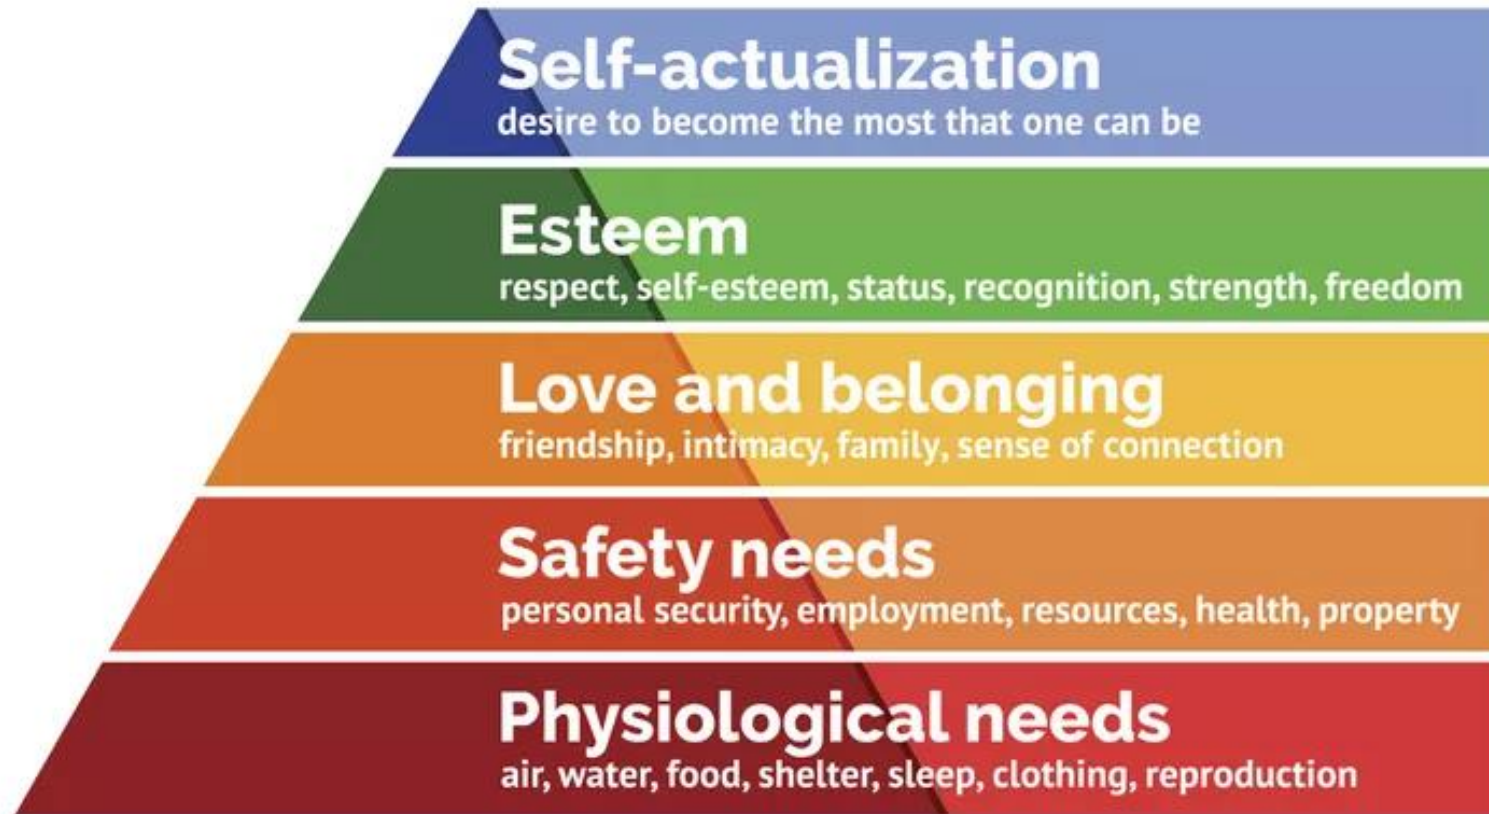 Self-actualization
desire to become the most that one can be
Esteem
respect, self-esteem, status, recognition, strength, freedom
Love and belonging
friendship, intimacy, family, sense of connection
Safety needs
personal security, employment, resources, health, property
Physiological needs
air, water, food, shelter, sleep, clothing, reproduction